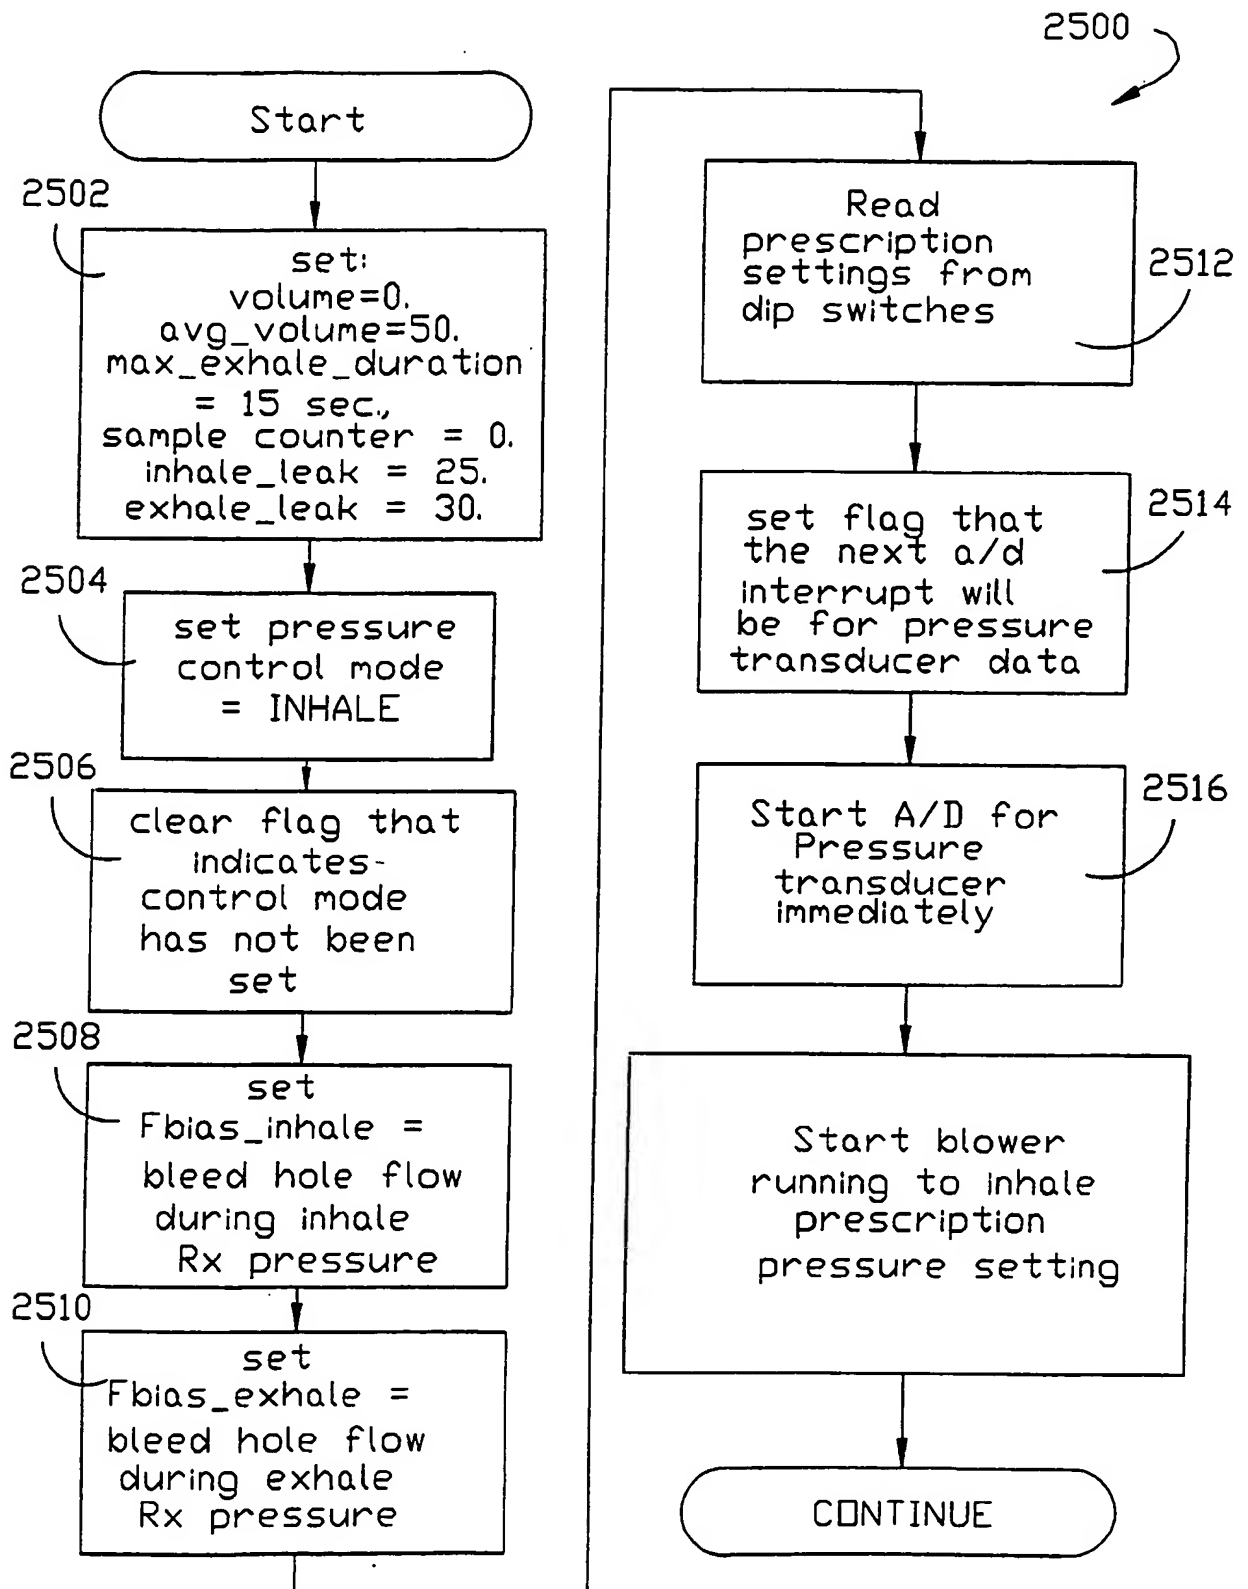 2500
Start
2502
set:
volume=0.
avg_volume=50.
max_exhale_duration
= 15 sec.,
sample counter = 0.
inhale_leak = 25.
exhale_leak = 30.
2504
set pressure
control mode
= INHALE
2506
clear flag that
indicates-
control mode
has not been
set
2508
set
Fbias_inhale =
bleed hole flow
during inhale
Rx pressure
2510
set
Fbias_exhale =
bleed hole flow
during exhale
Rx pressure
Read
prescription
settings from
dip switches
2512
set flag that
the next a/d
interrupt will
be for pressure
transducer data
2514
Start A/D for
Pressure
transducer
immediately
2516
Start blower
running to inhale
prescription
pressure setting
CONTINUE